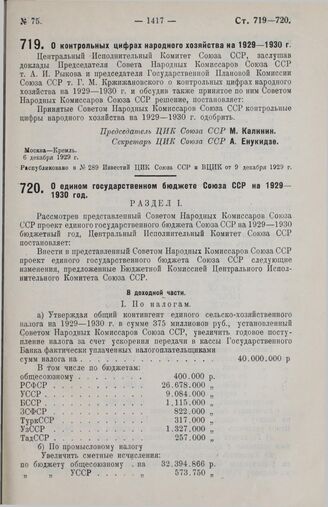 № 75. — 1417 — Ст. 719—720.
719. О контрольных цифрах народного хозяйства на 1929—1930 г.
Центральный Исполнительный Комитет Союза ССР, заслушав
доклады Председателя Совета Народных Комиссаров Союза ССР
т. А. И. Рыкова и председателя Государственной Плановой Комиссии
Союза ССР т. Г. М. Кржижановского о контрольных цифрах народного
хозяйства на 1929—1930 г. и обсудив также принятое по ним Советом
Народных Комиссаров Союза ССР решение, постановляет:
Принятые Советом Народных Комиссаров Союза ССР контрольные
цифры народного хозяйства на 1929—1930 г. одобрить.
Председатель ЦИК Союза ССР М. Калинин.
Секретарь ЦИК Союза ССР А. Енукидзе.
Москва—Кремль.
6 декабря 1929 г.
Распубликовано в № 289 Известий ЦИК Союза ССР и ВЦИК от 9 декабря 1929 г.
720. О едином государственном бюджете Союза ССР на 1929—
1930 год.
РАЗДЕЛ I.
Рассмотрев представленный Советом Народных Комиссаров Союза
ССР проект единого государственного бюджета Союза ССР на 1929—1930
бюджетный год, Центральный Исполнительный Комитет Союза ССР
постановляет:
Внести в представленный Советом Народных Комиссаров Союза ССР
проект единого государственного бюджета Союза ССР следующие
изменения, предложенные Бюджетной Комиссией Центрального Испол-
нительного Комитета Союза ССР.
В доходной части.
I. По налогам.
а) Утверждая общий контингент единого сельско-хозяйственного
налога на 1929—1930 г. в сумме 375 миллионов руб., установленный
Советом Народных Комиссаров Союза ССР, увеличить годовое поступ-
ление налога за счет ускорения передачи в кассы Государственного
Банка фактически уплаченных налогоплательщиками
сумм налога на . . . . . . . . . . . . . 40.000.000 р
В том числе по бюджетам:
общесоюзному . . . . . . 400.000 р.
РСФСР . . . . . . . . . 26.678.000 „
УССР . . . . . . . . . . 9.084.000 „
БССР . . . . . . . . . . 1.115.000 „
ЗСФСР . . . . . . . . . 822.000 „
ТуркССР . . . . . . . . 317.000 „
УзССР . . . . . . . . . 1.327.000 „
ТадССР . . . . . . . . . 257.000 „
б) По промысловому налогу
Увеличить сметные исчисления:
по бюджету общесоюзному . на 32.394.866 р.
„ „ УССР . . . . „ 573.750 „